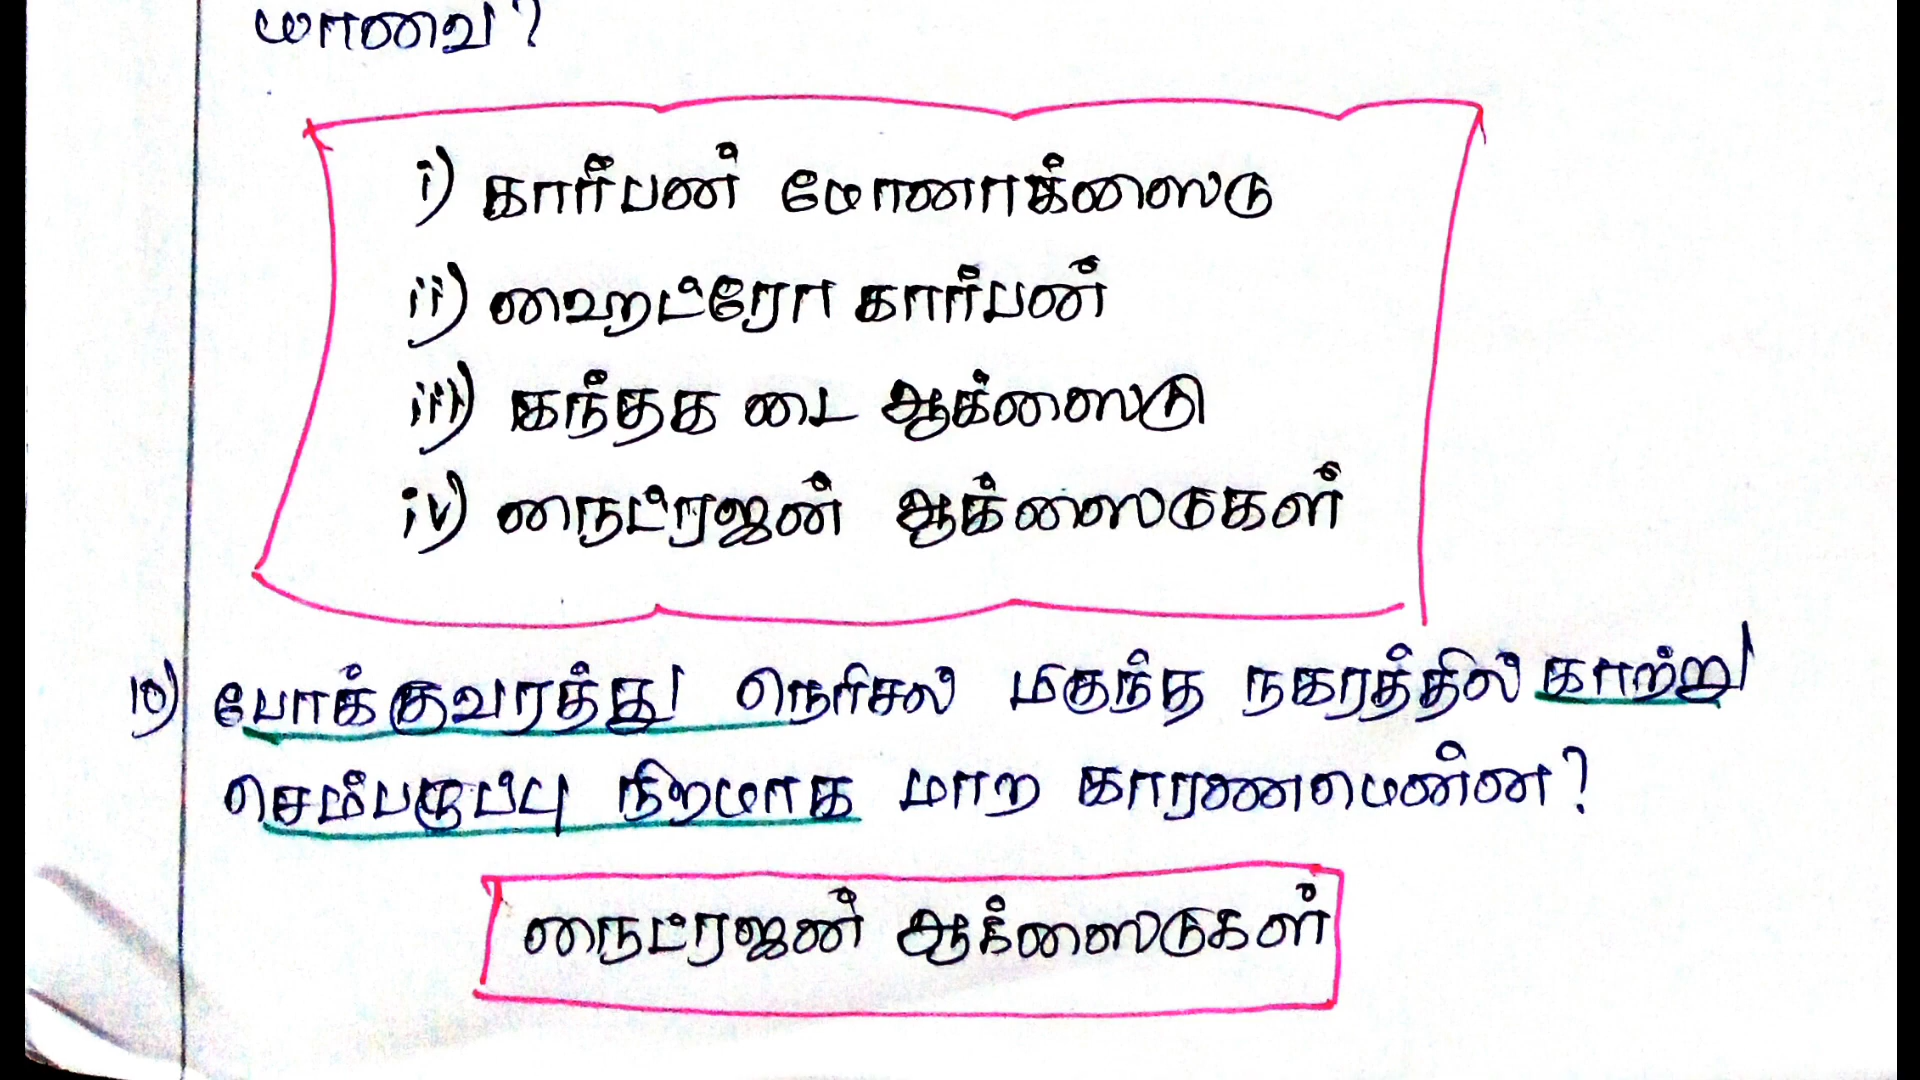 யானவை?
i) கார்பன் மோனாக்ஸைடு
ii) ஹைட்ரோ கார்பன்
iii) கந்தக டை ஆக்ஸைடு
iv) நைட்ரஜன் ஆக்ஸைடுகள்
10) போக்குவரத்து நெரிசல் மிகுந்த நகரத்தில் காற்று
செம்பழுப்பு நிறமாக மாற காரணமென்ன?
நைட்ரஜன் ஆக்ஸைடுகள்